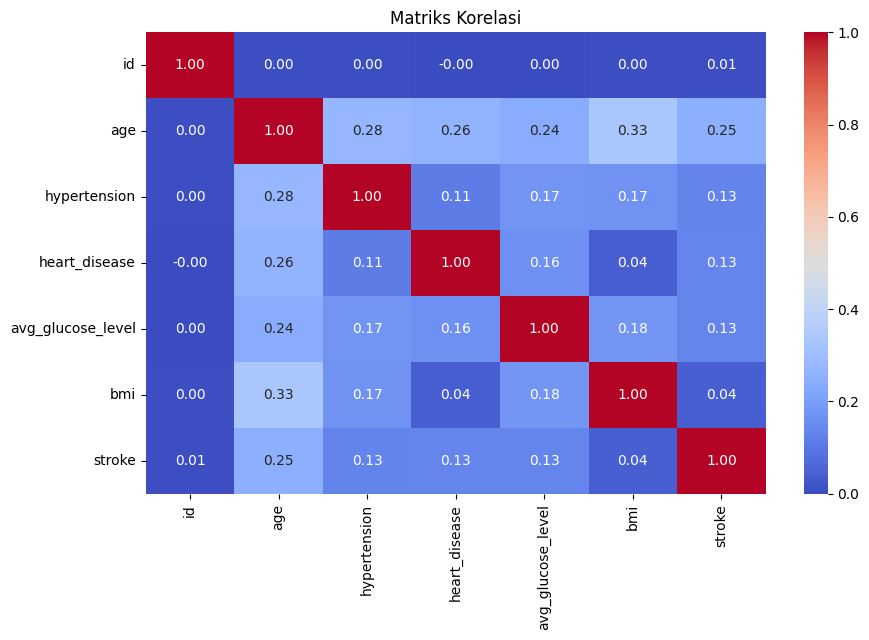 Matriks Korelasi
id 1.00 0.00 0.00 -0.00 0.00 0.00 0.01
age 0.00 1.00 0.28 0.26 0.24 0.33 0.25
hypertension 0.00 0.28 1.00 0.11 0.17 0.17 0.13
heart_disease -0.00 0.26 0.11 1.00 0.16 0.04 0.13
avg_glucose_level 0.00 0.24 0.17 0.16 1.00 0.18 0.13
bmi 0.00 0.33 0.17 0.04 0.18 1.00 0.04
stroke 0.01 0.25 0.13 0.13 0.13 0.04 1.00
id
age
hypertension
heart_disease
avg_glucose_level
bmi
stroke
1.0
0.8
0.6
0.4
0.2
0.0